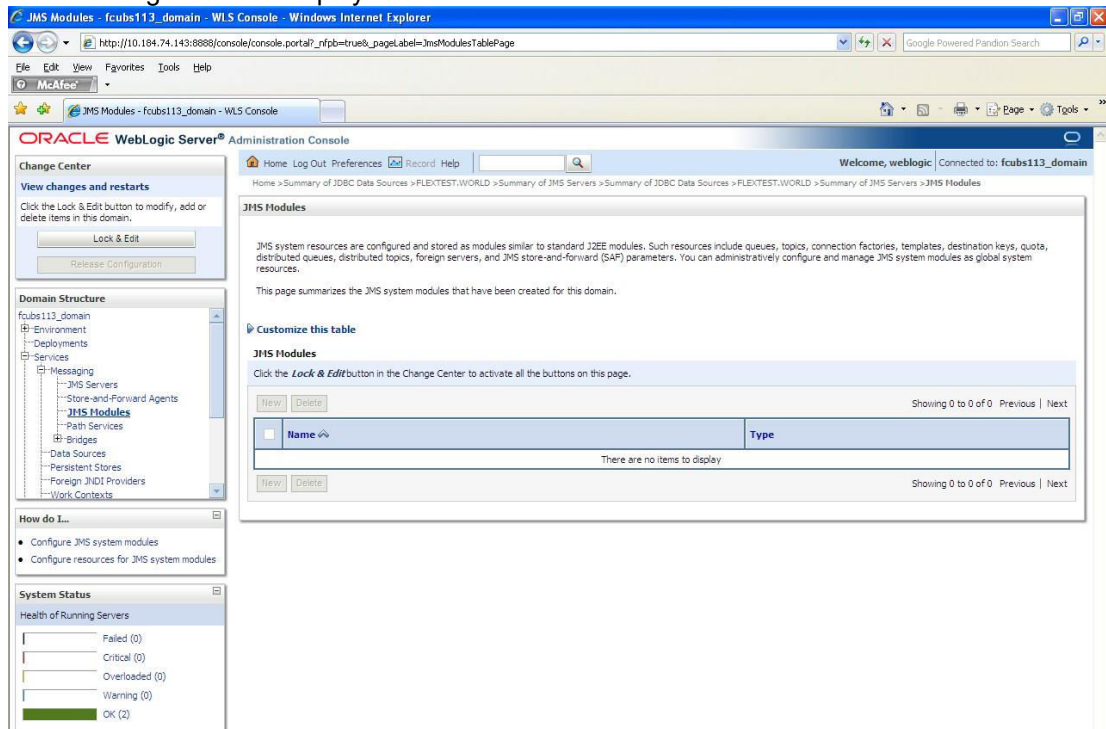 JMS Modules - fcubs113_domain - WLS Console - Windows Internet Explorer
http://10.184.74.143:8888/console/console.portal?_nfpb=true&_pageLabel=JmsModulesTablePage
Google Powered Pandion Search
File Edit View Favorites Tools Help
McAfee
JMS Modules - fcubs113_domain - WLS Console
Page Tools
ORACLE WebLogic Server® Administration Console
Change Center
View changes and restarts
Click the Lock & Edit button to modify, add or
delete items in this domain.
Lock & Edit
Release Configuration
Domain Structure
fcubs113_domain
Environment
Deployments
Services
Messaging
JMS Servers
Store-and-Forward Agents
JMS Modules
Path Services
Bridges
Data Sources
Persistent Stores
Foreign JNDI Providers
Work Contexts
How do I...
Configure JMS system modules
Configure resources for JMS system modules
System Status
Health of Running Servers
Failed (0)
Critical (0)
Overloaded (0)
Warning (0)
OK (2)
Home Log Out Preferences Record Help
Welcome, weblogic Connected to: fcubs113_domain
Home >Summary of JDBC Data Sources >FLEXTEST.WORLD >Summary of JMS Servers >Summary of JDBC Data Sources >FLEXTEST.WORLD >Summary of JMS Servers >JMS Modules
JMS Modules
JMS system resources are configured and stored as modules similar to standard J2EE modules. Such resources include queues, topics, connection factories, templates, destination keys, quota,
distributed queues, distributed topics, foreign servers, and JMS store-and-forward (SAF) parameters. You can administratively configure and manage JMS system modules as global system
resources.
This page summarizes the JMS system modules that have been created for this domain.
Customize this table
JMS Modules
Click the Lock & Edit button in the Change Center to activate all the buttons on this page.
New Delete Showing 0 to 0 of 0 Previous | Next
Name Type
There are no items to display
New Delete Showing 0 to 0 of 0 Previous | Next